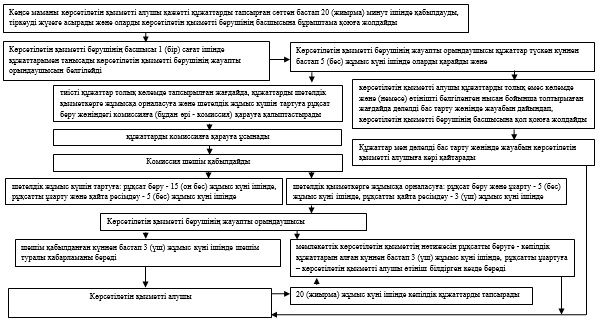 Кеңсе маманы көрсетілетін қызметті алушы қажетті құжаттарды тапсырған сәттен бастап 20 (жиырма) минут ішінде қабылдауды,
тіркеуді жүзеге асырады және оларды көрсетілетін қызметті берушінің басшысына бұрыштама қоюға жолдайды
Көрсетілетін қызметті берушінің басшысы 1 (бір) сағат ішінде
құжаттармен танысады көрсетілетін қызметті берушінің жауапты
орындаушысын белгілейді
Көрсетілетін қызметті берушінің жауапты орындаушысы құжаттар түскен күннен
бастап 5 (бес) жұмыс күні ішінде оларды қарайды және
тиісті құжаттар толық көлемде тапсырылған жағдайда, құжаттарды шетелдік
қызметкерге жұмысқа орналасуға және шетелдік жұмыс күшін тартуға рұқсат
беру жөніндегі комиссияға (бұдан әрі - комиссия) қарауға қалыптастырады
көрсетілетін қызметті алушы құжаттарды толық емес көлемде
және (немесе) өтінішті белгіленген нысан бойынша толтырмаған
жағдайда дәлелді бас тарту жөнінде жауабын дайындап,
көрсетілетін қызметті берушінің басшысына қол қоюға жолдайды
құжаттарды комиссияға қарауға ұсынады
Құжаттар мен дәлелді бас тарту жөнінде жауабын көрсетілетін
қызметті алушыға кері қайтарады
Комиссия шешім қабылдайды
шетелдік жұмыс күшін тартуға: рұқсат беру - 15 (он бес) жұмыс күні ішінде,
рұқсатты ұзарту және қайта ресімдеу - 5 (бес) жұмыс күні ішінде
шетелдік қызметкерге жұмысқа орналасуға: рұқсат беру және ұзарту - 5 (бес)
жұмыс күні ішінде, рұқсатты қайта ресімдеу - 3 (үш) жұмыс күні ішінде
Көрсетілетін қызметті берушінің жауапты орындаушысы
шешім қабылданған күннен бастап 3 (үш) жұмыс күні ішінде шешім
туралы хабарламаны береді
мемлекеттік көрсетілетін қызметтің нәтижесін рұқсатты беруге - кепілдік
құжаттарын алған күннен бастап 3 (үш) жұмыс күні ішінде, рұқсатты ұзартуға
– көрсетілетін қызметті алушы өтініш білдірген кезде береді
Көрсетілетін қызметті алушы
20 (жиырма) жұмыс күні ішінде кепілдік құжаттарды тапсырады